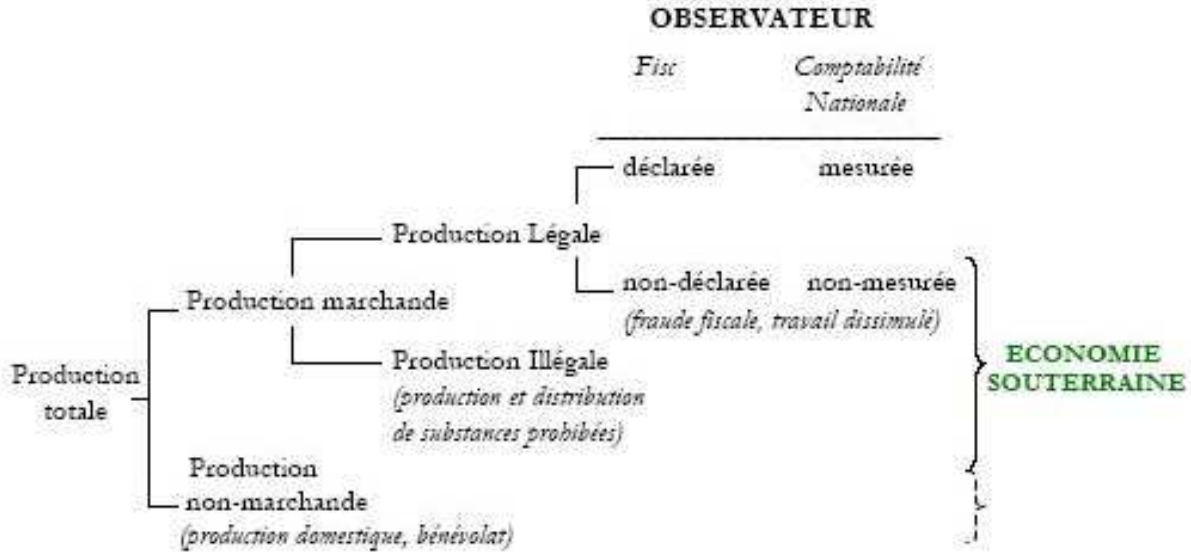 OBSERVATEUR
Fisc Comptabilité
Nationale
déclarée mesurée
Production Légale
non-déclarée non-mesurée
(fraude fiscale, travail dissimulé)
Production marchande
Production Illégale
(production et distribution
de substances prohibées)
ECONOMIE
SOUTERRAINE
Production
totale
Production
non-marchande
(production domestique, bénévolat)